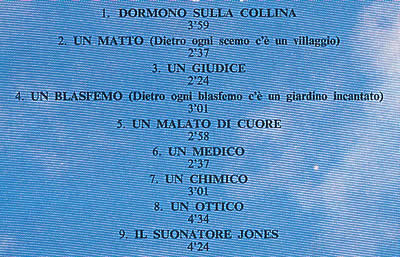 1. DORMONO SULLA COLLINA
3'59
2. UN MATTO (Dietro ogni scemo c'è un villaggio)
2'37
3. UN GIUDICE
2'24
4. UN BLASFEMO (Dietro ogni blasfemo c'è un giardino incantato)
3'01
5. UN MALATO DI CUORE
2'58
6. UN MEDICO
2'37
7. UN CHIMICO
3'01
8. UN OTTICO
4'34
9. IL SUONATORE JONES
4'24